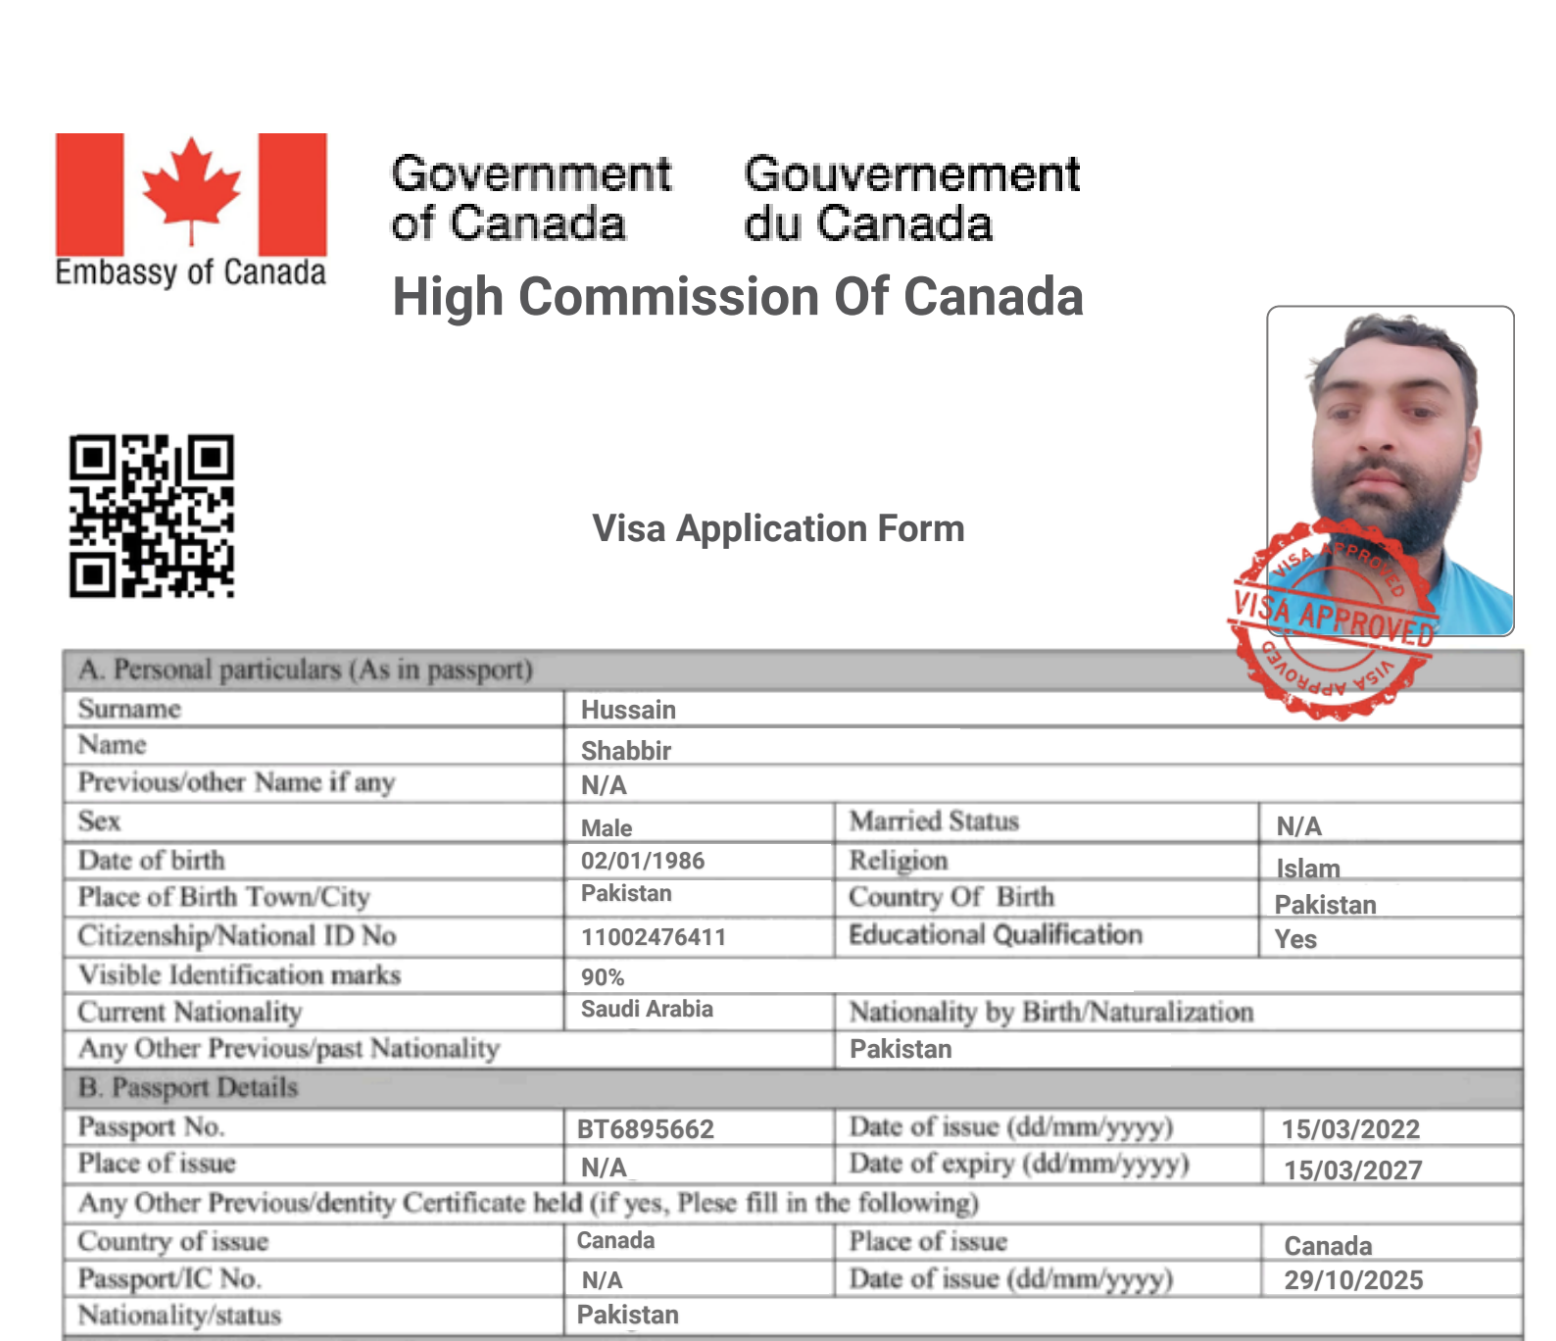 Government Gouvernement
of Canada du Canada
Embassy of Canada
High Commission Of Canada
Visa Application Form
VISA APPROVED
VISA APPROVED
VISA APPROVED
A. Personal particulars (As in passport)
Surname Hussain
Name Shabbir
Previous/other Name if any N/A
Sex Male Married Status N/A
Date of birth 02/01/1986 Religion Islam
Place of Birth Town/City Pakistan Country Of Birth Pakistan
Citizenship/National ID No 11002476411 Educational Qualification Yes
Visible Identification marks 90%
Current Nationality Saudi Arabia Nationality by Birth/Naturalization
Any Other Previous/past Nationality Pakistan
B. Passport Details
Passport No. BT6895662 Date of issue (dd/mm/yyyy) 15/03/2022
Place of issue N/A Date of expiry (dd/mm/yyyy) 15/03/2027
Any Other Previous/dentity Certificate held (if yes, Plese fill in the following)
Country of issue Canada Place of issue Canada
Passport/IC No. N/A Date of issue (dd/mm/yyyy) 29/10/2025
Nationality/status Pakistan